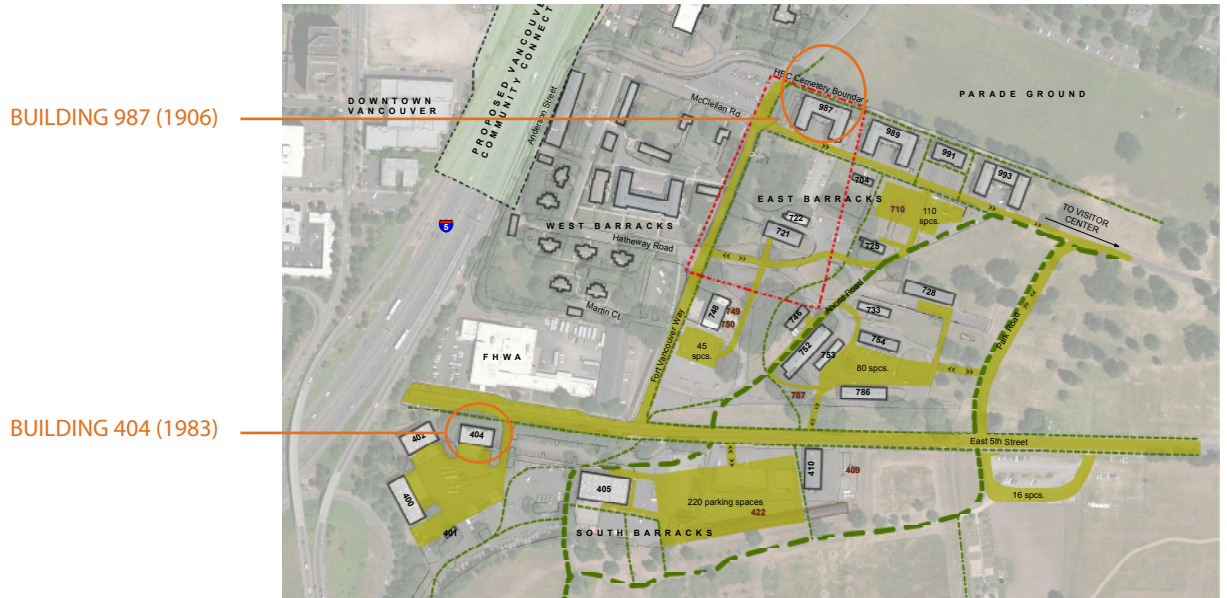 BUILDING 987 (1906)
BUILDING 404 (1983)
DOWNTOWN
VANCOUVER
PROPOSED VANCOUVER
COMMUNITY CONNECT
Anderson Street
5
McClellan Rd.
HBC Cemetery Boundary
PARADE GROUND
987
989
991
993
704
EAST BARRACKS
710
110
spcs.
TO VISITOR
CENTER
722
721
725
WEST BARRACKS
Hatheway Road
Martin Ct.
748
749
750
45
spcs.
Fort Vancouver Way
746
Alvord Road
728
733
752
753
754
80 spcs.
787
786
Park Road
FHWA
402
404
400
401
East 5th Street
405
410
409
220 parking spaces
422
16 spcs.
SOUTH BARRACKS